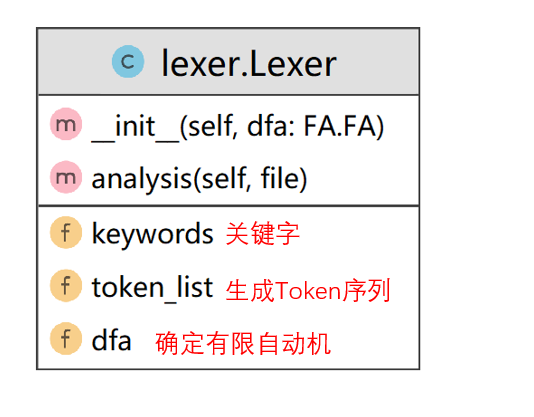 C lexer.Lexer
m __init__(self, dfa: FA.FA)
m analysis(self, file)
f keywords 关键字
f token_list 生成Token序列
f dfa 确定有限自动机